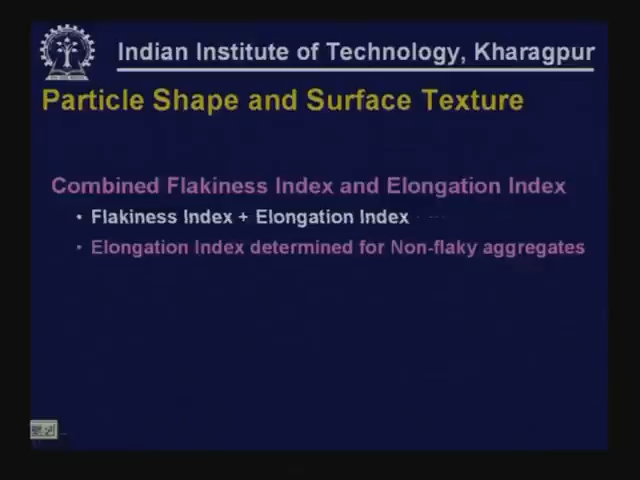 Indian Institute of Technology, Kharagpur
Particle Shape and Surface Texture
Combined Flakiness Index and Elongation Index
• Flakiness Index + Elongation Index
• Elongation Index determined for Non-flaky aggregates